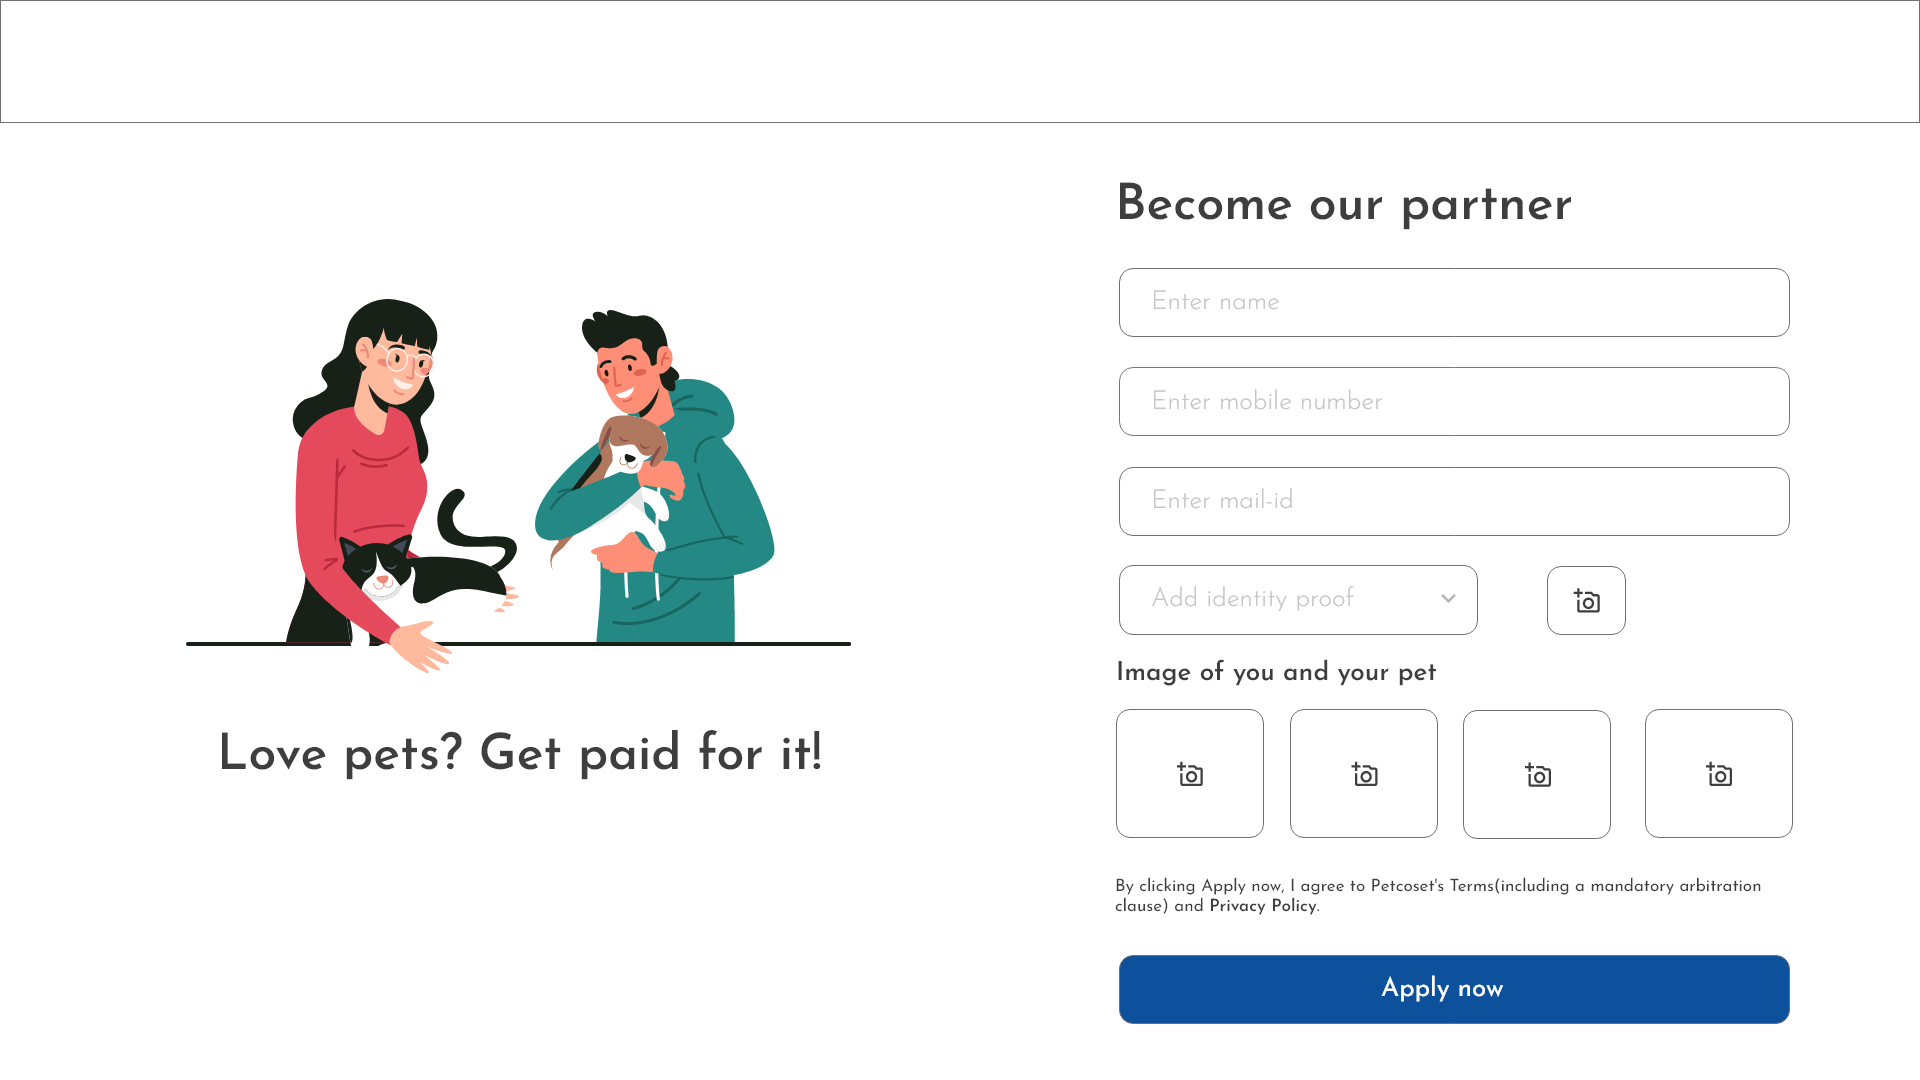 Become our partner
Enter name
Enter mobile number
Enter mail-id
Add identity proof
Image of you and your pet
Love pets? Get paid for it!
By clicking Apply now, I agree to Petcoset's Terms(including a mandatory arbitration
clause) and Privacy Policy.
Apply now